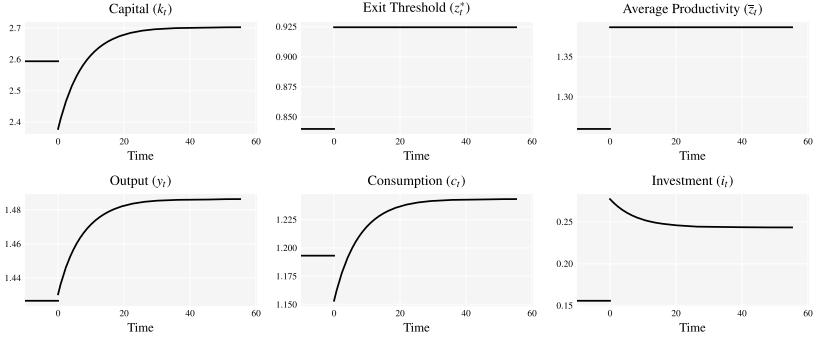 Capital (kₜ)
2.7
2.6
2.5
2.4
0 20 40 60
Time
Exit Threshold (zₜ*)
0.925
0.900
0.875
0.850
0 20 40 60
Time
Average Productivity (z̅ₜ)
1.35
1.30
0 20 40 60
Time
Output (yₜ)
1.48
1.46
1.44
0 20 40 60
Time
Consumption (cₜ)
1.225
1.200
1.175
1.150
0 20 40 60
Time
Investment (iₜ)
0.25
0.20
0.15
0 20 40 60
Time